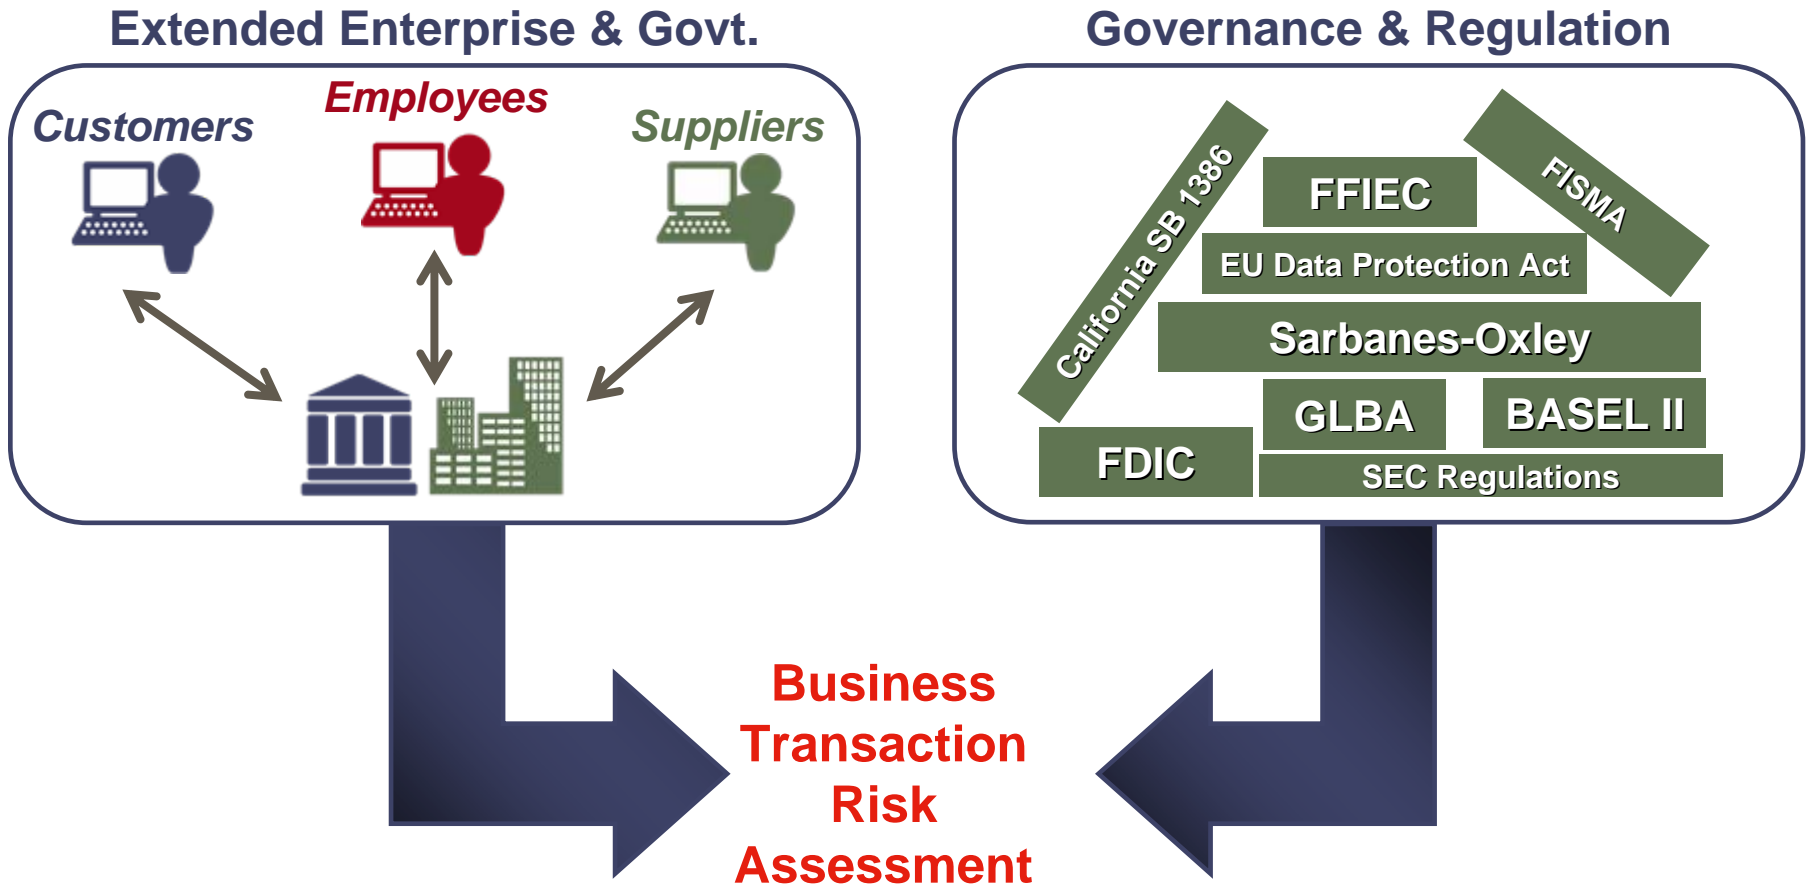 Extended Enterprise & Govt.
Customers
Employees
Suppliers
Governance & Regulation
California SB 1386
FFIEC
FISMA
EU Data Protection Act
Sarbanes-Oxley
GLBA
BASEL II
FDIC
SEC Regulations
Business
Transaction
Risk
Assessment